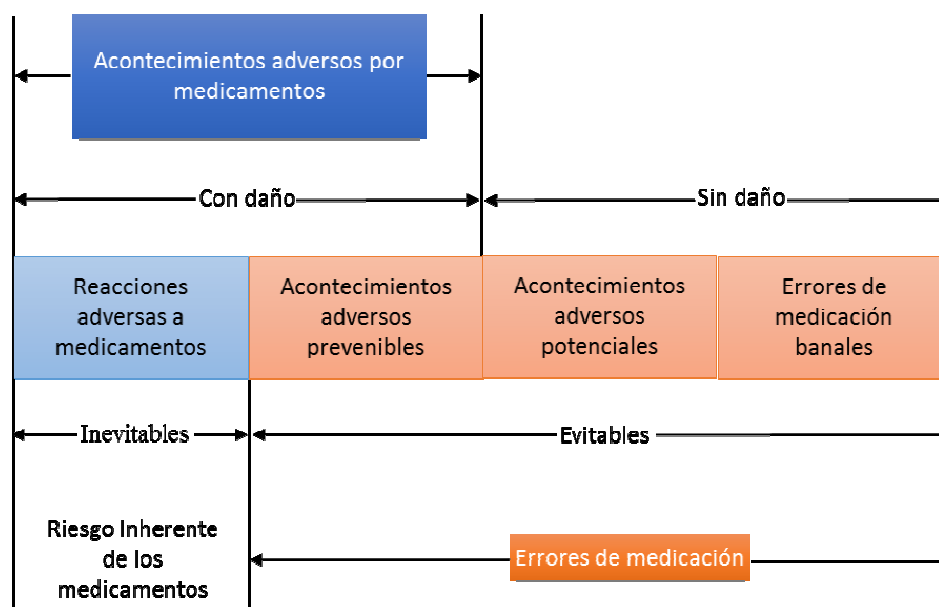 Acontecimientos adversos por
medicamentos
Con daño
Sin daño
Reacciones
adversas a
medicamentos
Acontecimientos
adversos
prevenibles
Acontecimientos
adversos
potenciales
Errores de
medicación
banales
Inevitables
Evitables
Riesgo Inherente
de los
medicamentos
Errores de medicación